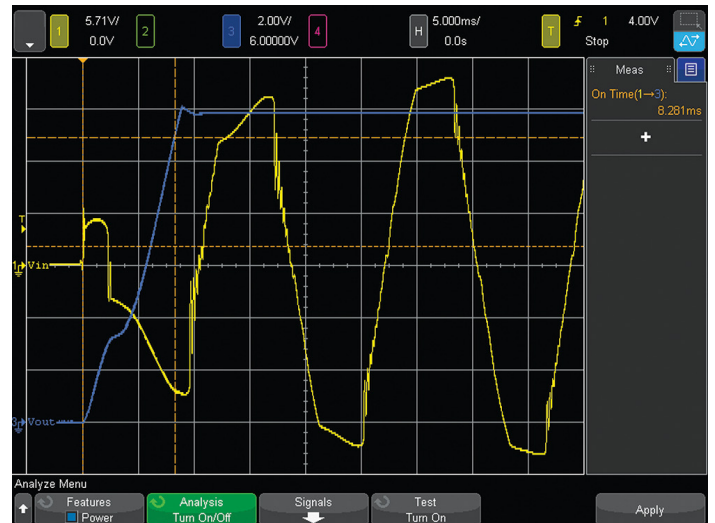 1 5.71V/ 2 3 2.00V/ 4 H 5.000ms/ T 1 4.00V
0.0V 6.00000V 0.0s Stop
Meas
On Time(1→3):
8.281ms
+
T
1 Vin
3 Vout
Analyze Menu
Features Analysis Signals Test Apply
Power Turn On/Off Turn On